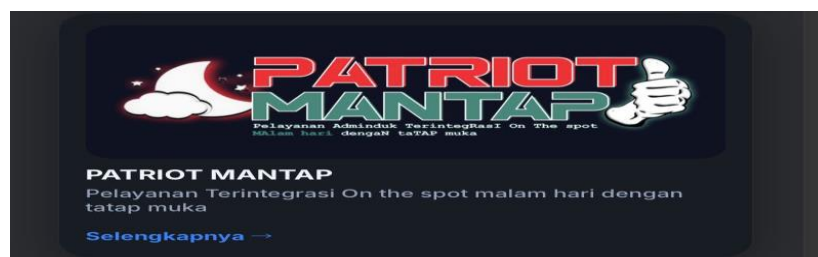 PATRIOT
MANTAP
Pelayanan Adminduk TerintegRasI On The spot
MAlam hari dengaN taTAP muka
PATRIOT MANTAP
Pelayanan Terintegrasi On the spot malam hari dengan
tatap muka
Selengkapnya →